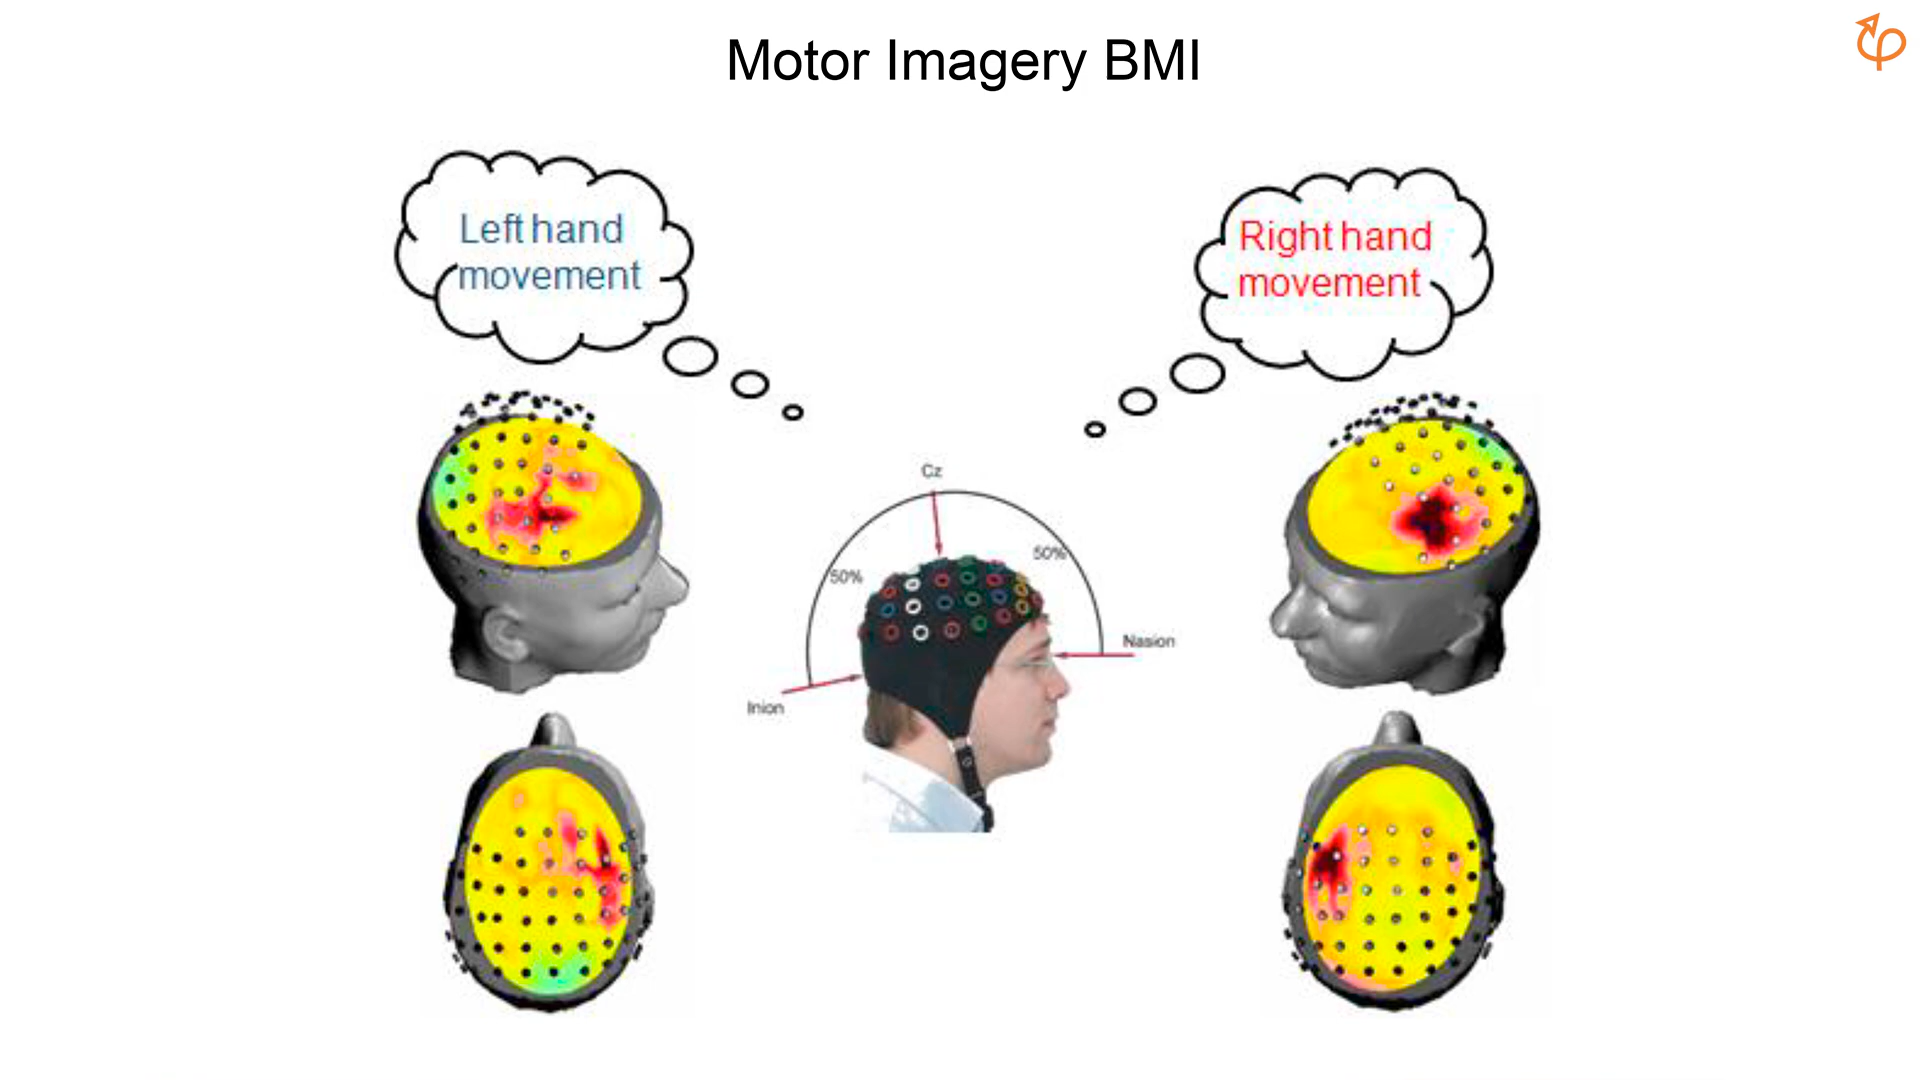 Motor Imagery BMI
Left hand
movement
Right hand
movement
Cz
50%
50%
Nasion
Inion